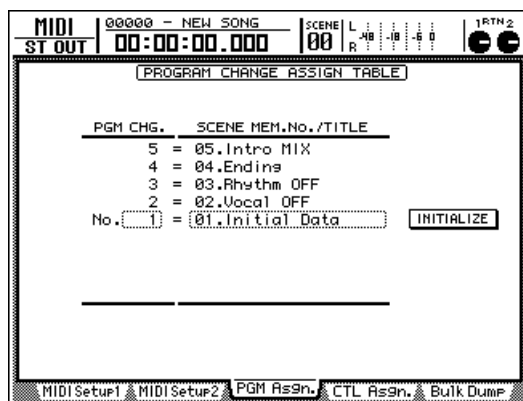 MIDI
ST OUT
00000 - NEW SONG
00:00:00.000
SCENE
00
L
R
-48 -18 -6 0
1RTN2
PROGRAM CHANGE ASSIGN TABLE
PGM CHG. SCENE MEM.No./TITLE
5 = 05.Intro MIX
4 = 04.Ending
3 = 03.Rhythm OFF
2 = 02.Vocal OFF
No. 1 = 01.Initial Data INITIALIZE
MIDI Setup1 MIDI Setup2 PGM Asgn. CTL Asgn. Bulk Dump